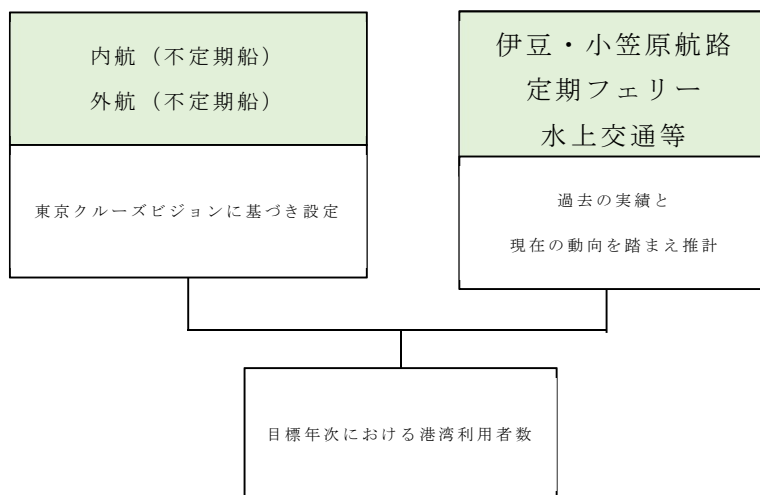 内航（不定期船）
外航（不定期船）
東京クルーズビジョンに基づき設定
伊豆・小笠原航路
定期フェリー
水上交通等
過去の実績と
現在の動向を踏まえ推計
目標年次における港湾利用者数